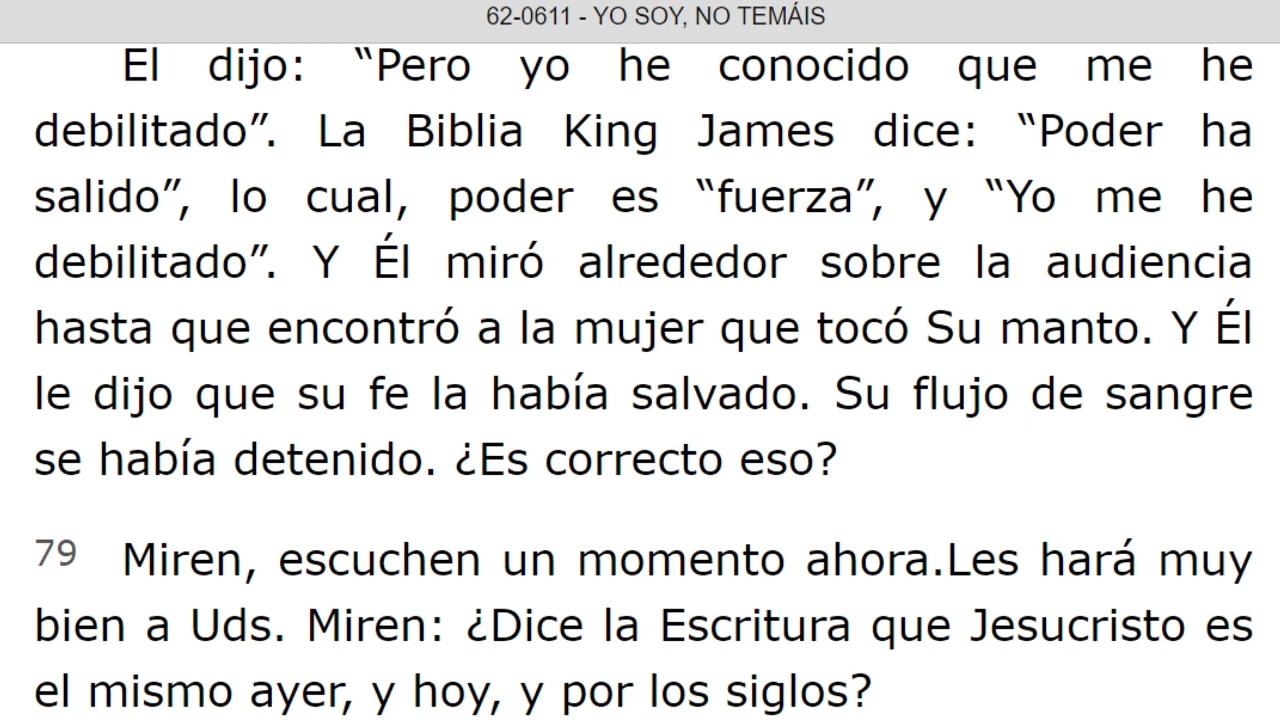 62-0611 - YO SOY, NO TEMÁIS
El dijo: “Pero yo he conocido que me he
debilitado”. La Biblia King James dice: “Poder ha
salido”, lo cual, poder es “fuerza”, y “Yo me he
debilitado”. Y Él miró alrededor sobre la audiencia
hasta que encontró a la mujer que tocó Su manto. Y Él
le dijo que su fe la había salvado. Su flujo de sangre
se había detenido. ¿Es correcto eso?
79 Miren, escuchen un momento ahora.Les hará muy
bien a Uds. Miren: ¿Dice la Escritura que Jesucristo es
el mismo ayer, y hoy, y por los siglos?